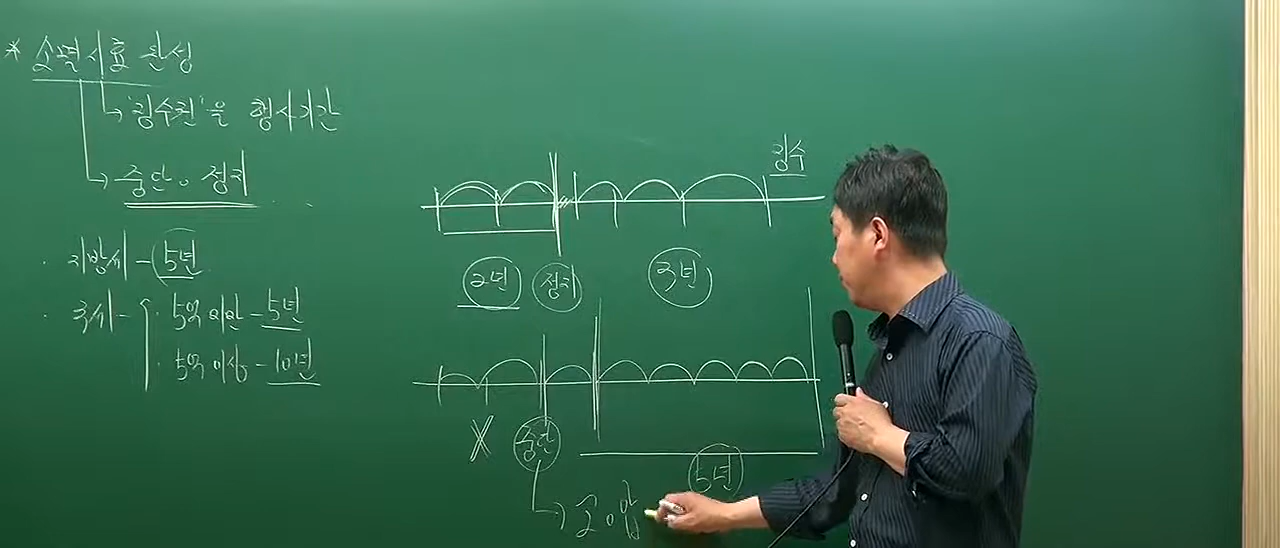 * 소멸시효 완성
→ '징수권'을 행사기간
→ 중단. 정지
· 지방세 - 5년
· 국세 - · 5억 미만 - 5년
· 5억 이상 - 10년
징수
2년 정지 3년
X 중단 5년